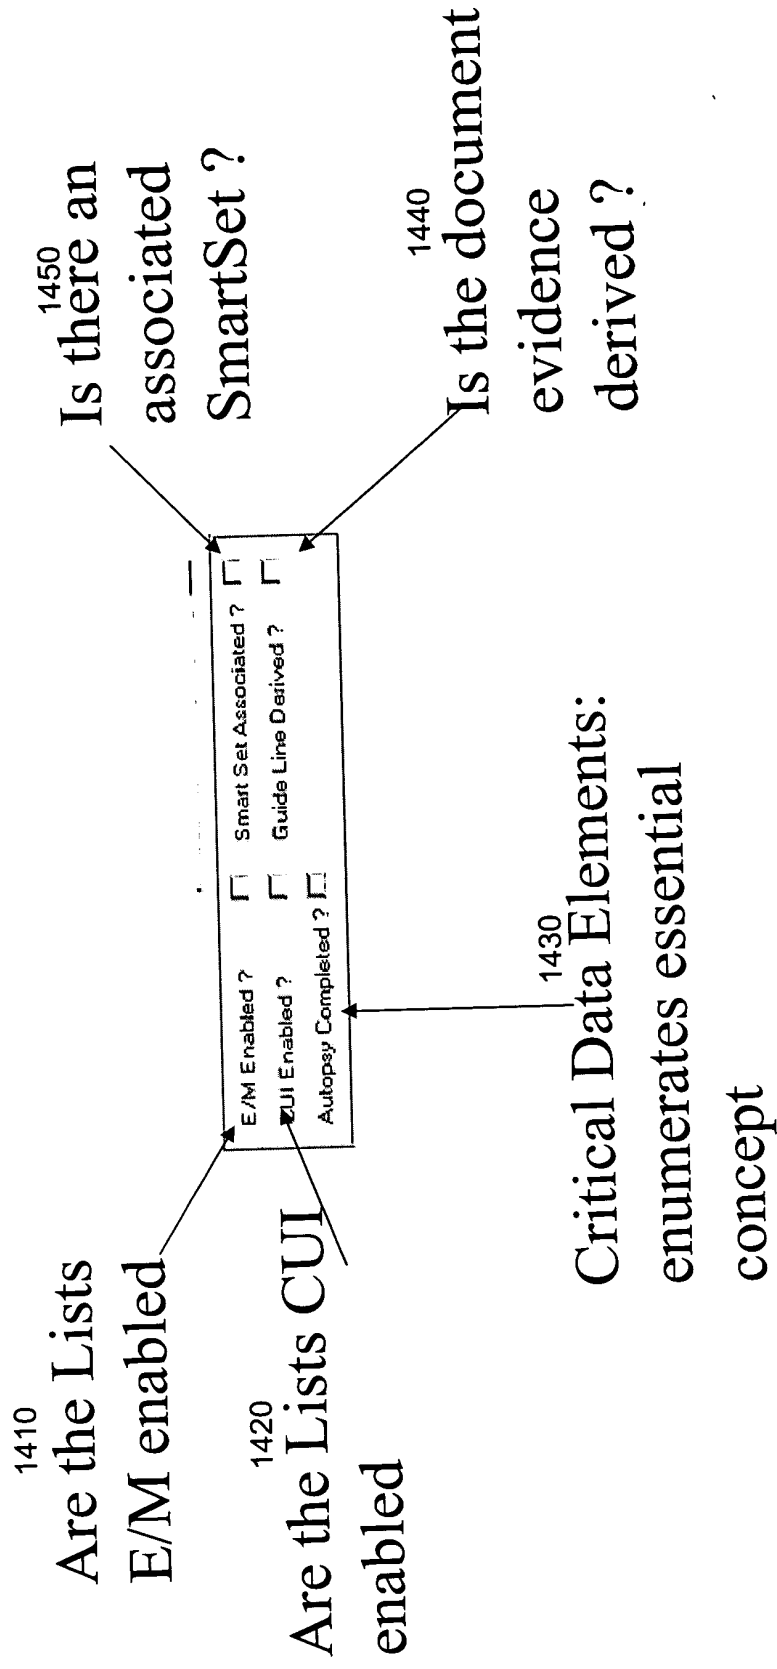 1410
Are the Lists
E/M enabled
1420
Are the Lists CUI
enabled
E/M Enabled ?
Smart Set Associated ?
CUI Enabled ?
Guide Line Derived ?
Autopsy Completed ?
1450
Is there an
associated
SmartSet ?
1440
Is the document
evidence
derived ?
1430
Critical Data Elements:
enumerates essential
concept